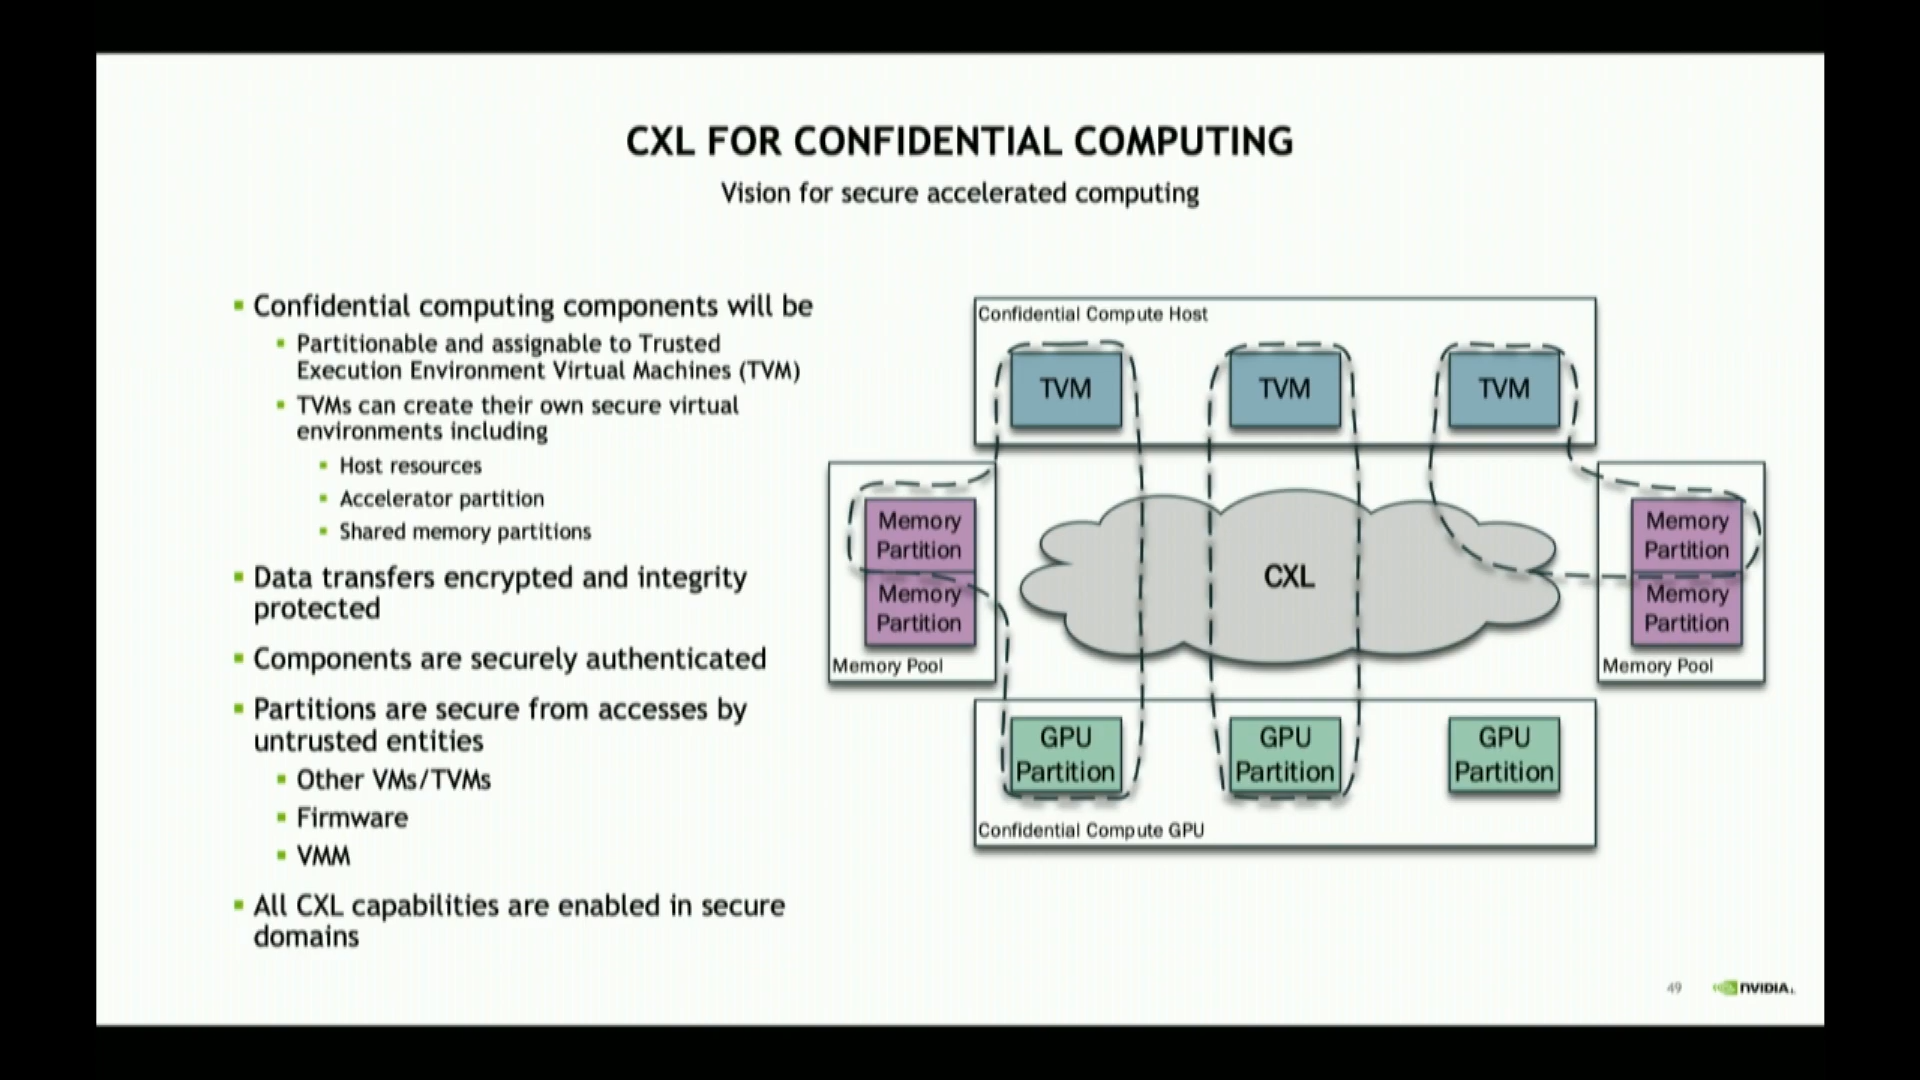 CXL FOR CONFIDENTIAL COMPUTING
Vision for secure accelerated computing
▪ Confidential computing components will be
▪ Partitionable and assignable to Trusted
Execution Environment Virtual Machines (TVM)
▪ TVMs can create their own secure virtual
environments including
▪ Host resources
▪ Accelerator partition
▪ Shared memory partitions
▪ Data transfers encrypted and integrity
protected
▪ Components are securely authenticated
▪ Partitions are secure from accesses by
untrusted entities
▪ Other VMs/TVMs
▪ Firmware
▪ VMM
▪ All CXL capabilities are enabled in secure
domains
Confidential Compute Host
TVM
TVM
TVM
Memory
Partition
Memory
Partition
Memory Pool
CXL
Memory
Partition
Memory
Partition
Memory Pool
GPU
Partition
GPU
Partition
GPU
Partition
Confidential Compute GPU
49
NVIDIA.